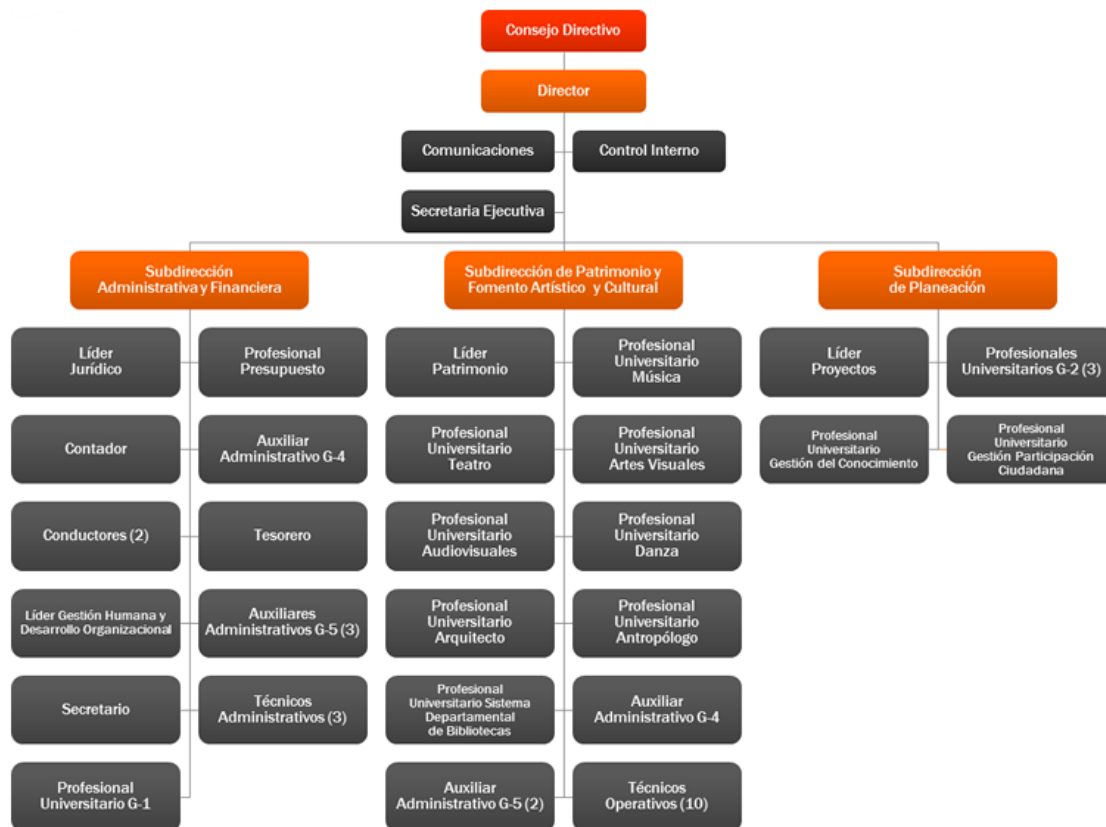 Consejo Directivo
Director
Comunicaciones
Control Interno
Secretaria Ejecutiva
Subdirección
Administrativa y Financiera
Subdirección de Patrimonio y
Fomento Artístico y Cultural
Subdirección
de Planeación
Líder
Jurídico
Profesional
Presupuesto
Líder
Patrimonio
Profesional
Universitario
Música
Líder
Proyectos
Profesionales
Universitarios G-2 (3)
Contador
Auxiliar
Administrativo G-4
Profesional
Universitario
Teatro
Profesional
Universitario
Artes Visuales
Profesional
Universitario
Gestión del Conocimiento
Profesional
Universitario
Gestión Participación
Ciudadana
Conductores (2)
Tesorero
Profesional
Universitario
Audiovisuales
Profesional
Universitario
Danza
Líder Gestión Humana y
Desarrollo Organizacional
Auxiliares
Administrativos G-5 (3)
Profesional
Universitario
Arquitecto
Profesional
Universitario
Antropólogo
Secretario
Técnicos
Administrativos (3)
Profesional
Universitario Sistema
Departamental
de Bibliotecas
Auxiliar
Administrativo G-4
Profesional
Universitario G-1
Auxiliar
Administrativo G-5 (2)
Técnicos
Operativos (10)